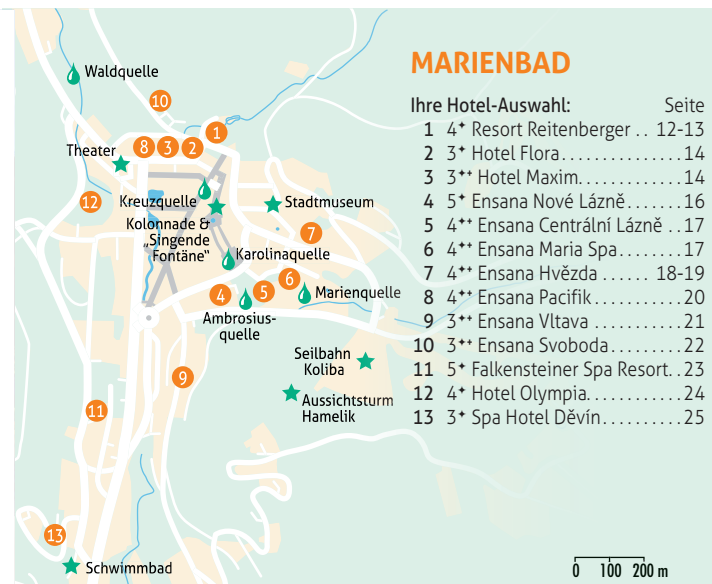 MARIENBAD
Ihre Hotel-Auswahl: Seite
1 4✦ Resort Reitenberger .. 12-13
2 3✦ Hotel Flora...............14
3 3✦✦ Hotel Maxim.............14
4 5✦ Ensana Nové Lázně.......16
5 4✦✦ Ensana Centrální Lázně ..17
6 4✦✦ Ensana Maria Spa........17
7 4✦✦ Ensana Hvězda ...... 18-19
8 4✦✦ Ensana Pacifik ...........20
9 3✦✦ Ensana Vltava ...........21
10 3✦✦ Ensana Svoboda.........22
11 5✦ Falkensteiner Spa Resort..23
12 4✦ Hotel Olympia............24
13 3✦ Spa Hotel Děvín..........25
Waldquelle
10
1
Theater
8
3
2
12
Kreuzquelle
Stadtmuseum
Kolonnade &
„Singende
Fontäne"
7
Karolinaquelle
6
4
5
Marienquelle
Ambrosius-
quelle
Seilbahn
Koliba
9
Aussichtsturm
Hamelik
11
13
Schwimmbad
0 100 200 m